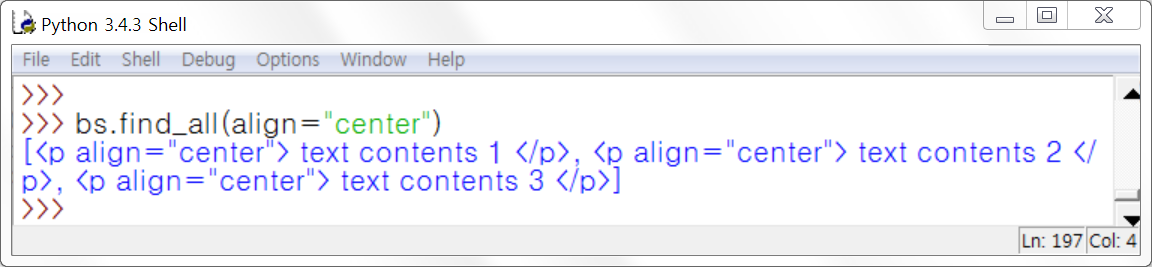 Python 3.4.3 Shell
File Edit Shell Debug Options Window Help
>>>
>>> bs.find_all(align="center")
[<p align="center"> text contents 1 </p>, <p align="center"> text contents 2 </
p>, <p align="center"> text contents 3 </p>]
>>>
Ln: 197 Col: 4